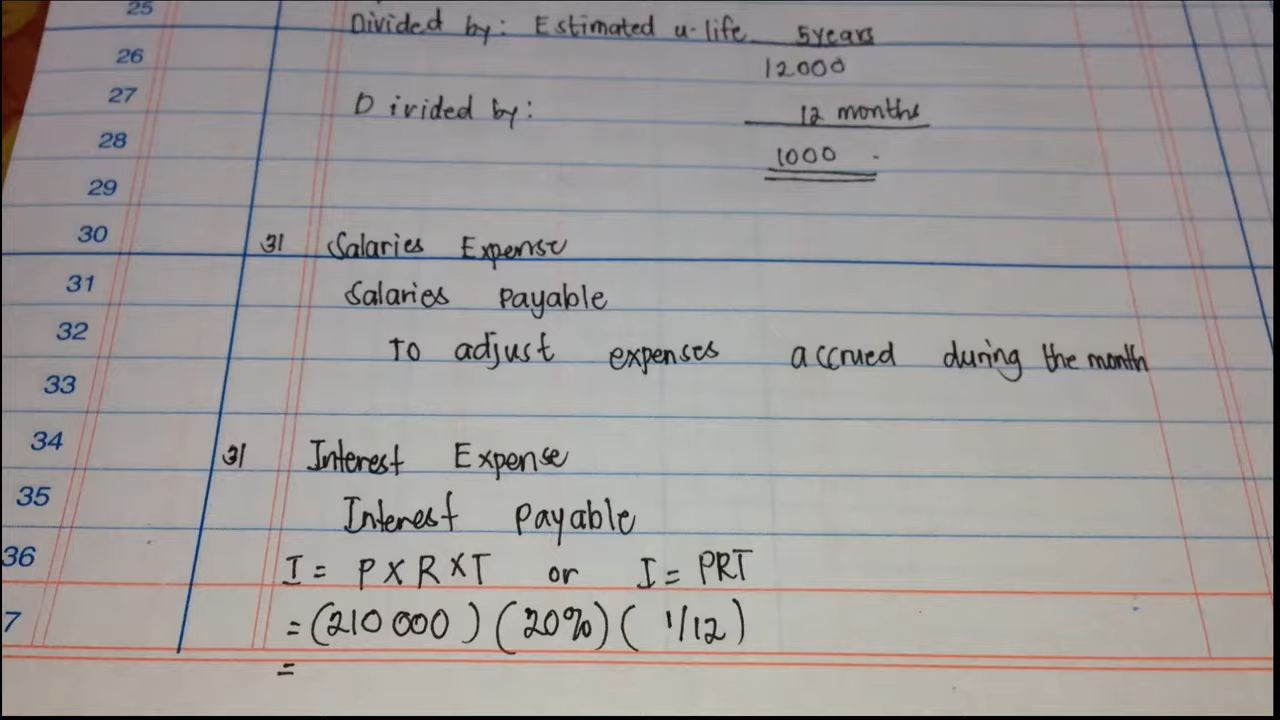 25
Divided by: Estimated u-life 5years
26
12000
27
Divided by: 12 months
28
1000
29
30
31 Salaries Expense
31
Salaries payable
32
To adjust expenses accrued during the month
33
34
31 Interest Expense
35
Interest payable
36
I = P X R X T or I = PRT
7
= (210 000) (20%) ( 1/12)
=